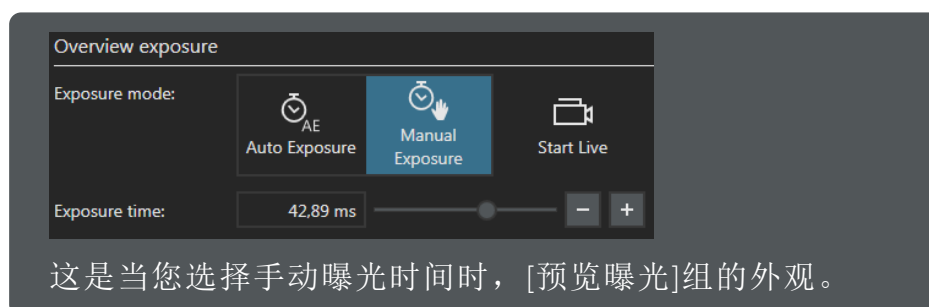 Overview exposure
Exposure mode:
AE
Auto Exposure
Manual
Exposure
Start Live
Exposure time:
42,89 ms
这是当您选择手动曝光时间时，[预览曝光]组的外观。